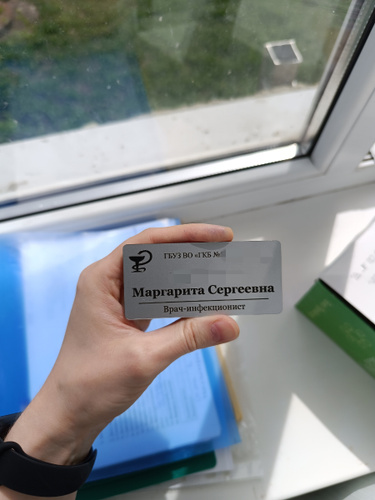 ГБУЗ ВО «ГКБ №
Маргарита Сергеевна
Врач-инфекционист